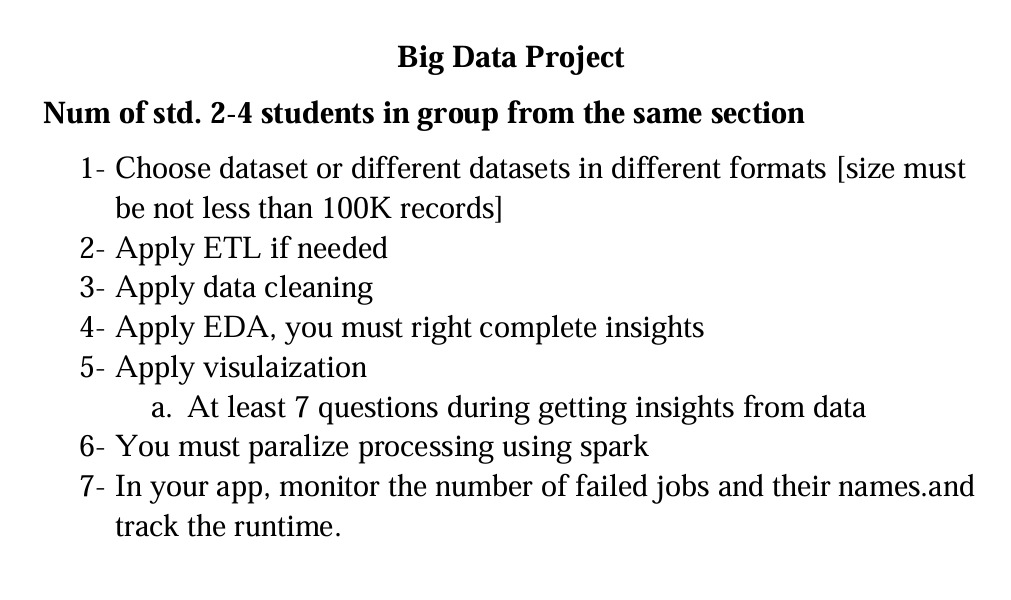 Big Data Project
Num of std. 2-4 students in group from the same section
1- Choose dataset or different datasets in different formats [size must
be not less than 100K records]
2- Apply ETL if needed
3- Apply data cleaning
4- Apply EDA, you must right complete insights
5- Apply visulaization
a. At least 7 questions during getting insights from data
6- You must paralize processing using spark
7- In your app, monitor the number of failed jobs and their names.and
track the runtime.